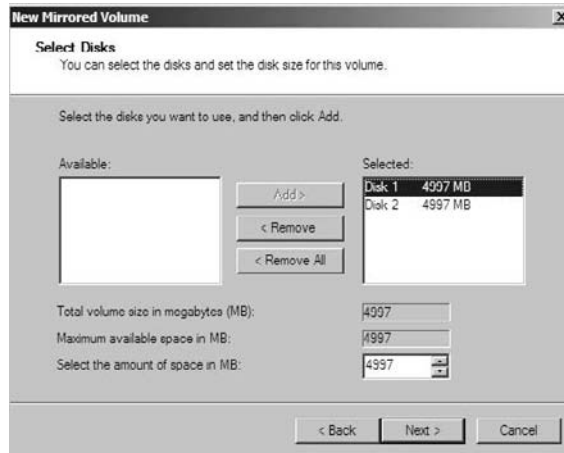 New Mirrored Volume X
Select Disks
You can select the disks and set the disk size for this volume.
Select the disks you want to use, and then click Add.
Available:
Selected:
Add >
< Remove
< Remove All
Disk 1 4997 MB
Disk 2 4997 MB
Total volume size in megabytes (MB): 4997
Maximum available space in MB: 4997
Select the amount of space in MB: 4997
< Back Next > Cancel